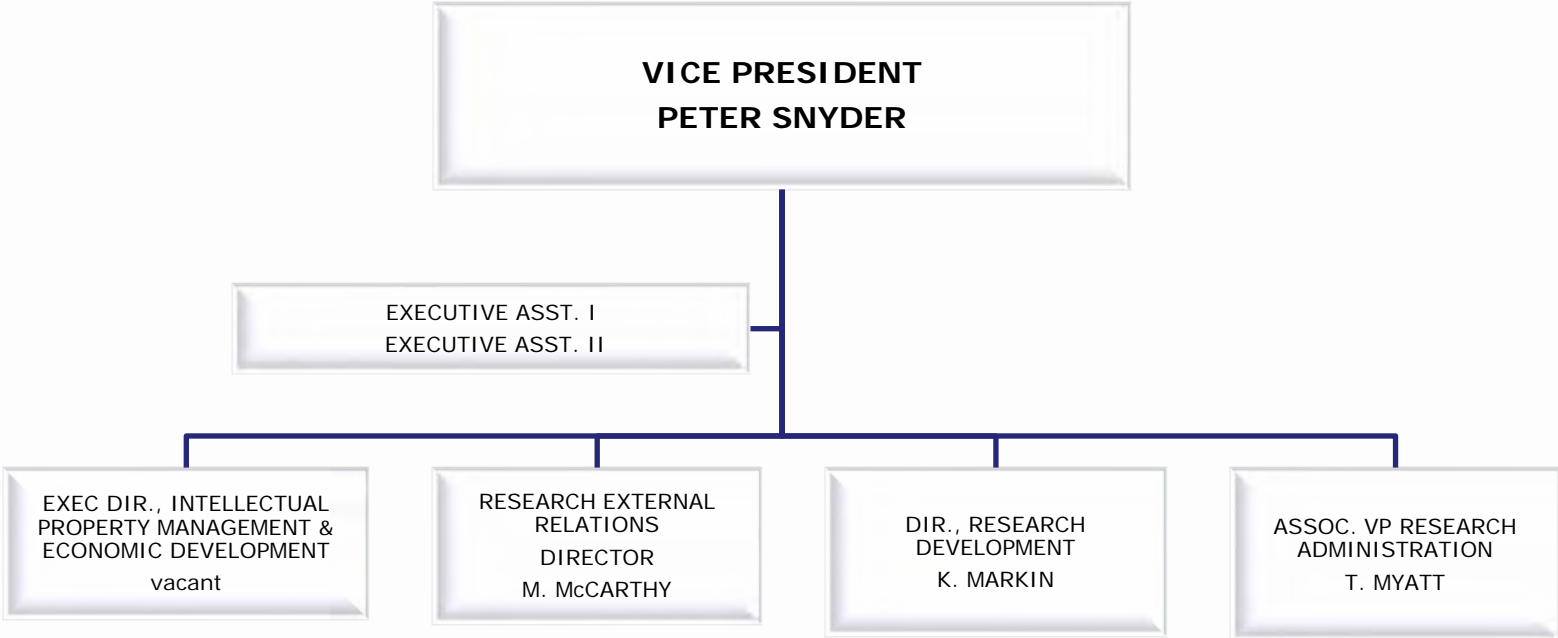 VICE PRESIDENT
PETER SNYDER
EXECUTIVE ASST. I
EXECUTIVE ASST. II
EXEC DIR., INTELLECTUAL
PROPERTY MANAGEMENT &
ECONOMIC DEVELOPMENT
vacant
RESEARCH EXTERNAL
RELATIONS
DIRECTOR
M. McCARTHY
DIR., RESEARCH
DEVELOPMENT
K. MARKIN
ASSOC. VP RESEARCH
ADMINISTRATION
T. MYATT